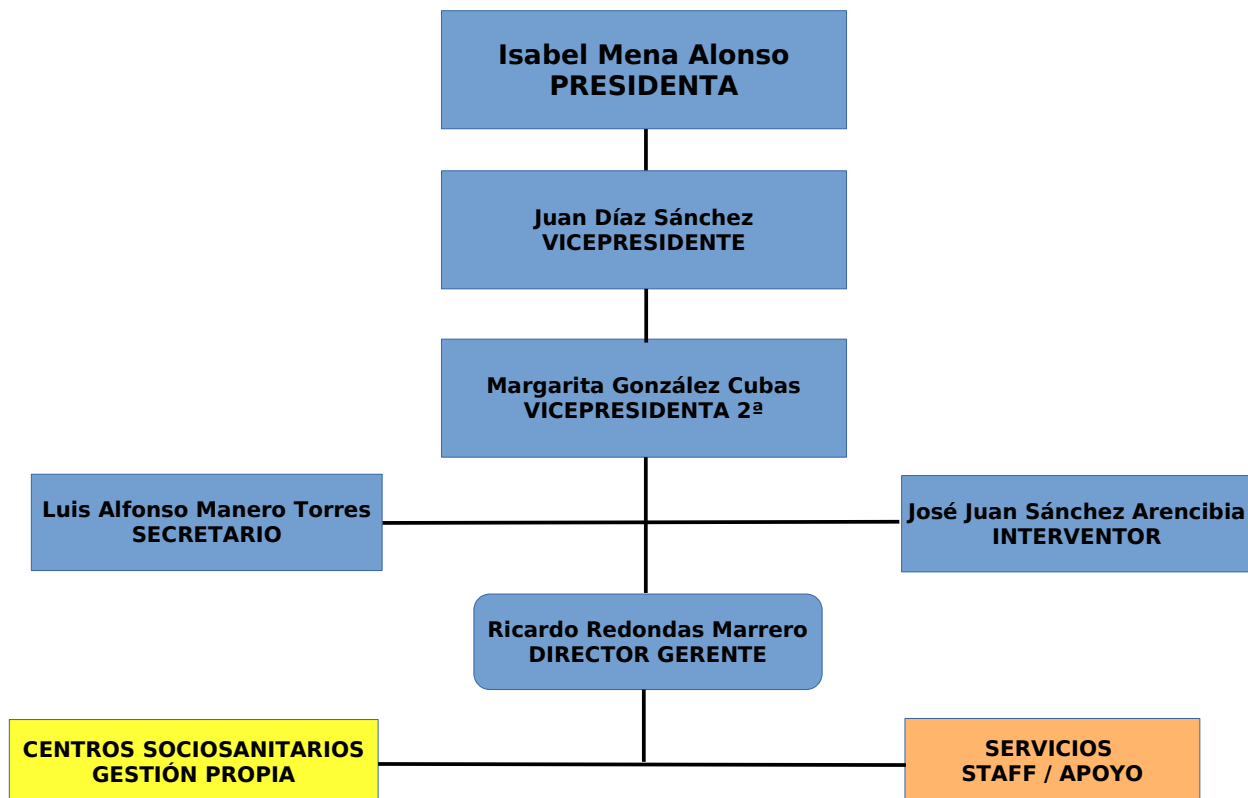 Isabel Mena Alonso
PRESIDENTA
Juan Díaz Sánchez
VICEPRESIDENTE
Margarita González Cubas
VICEPRESIDENTA 2ª
Luis Alfonso Manero Torres
SECRETARIO
José Juan Sánchez Arencibia
INTERVENTOR
Ricardo Redondas Marrero
DIRECTOR GERENTE
CENTROS SOCIOSANITARIOS
GESTIÓN PROPIA
SERVICIOS
STAFF / APOYO